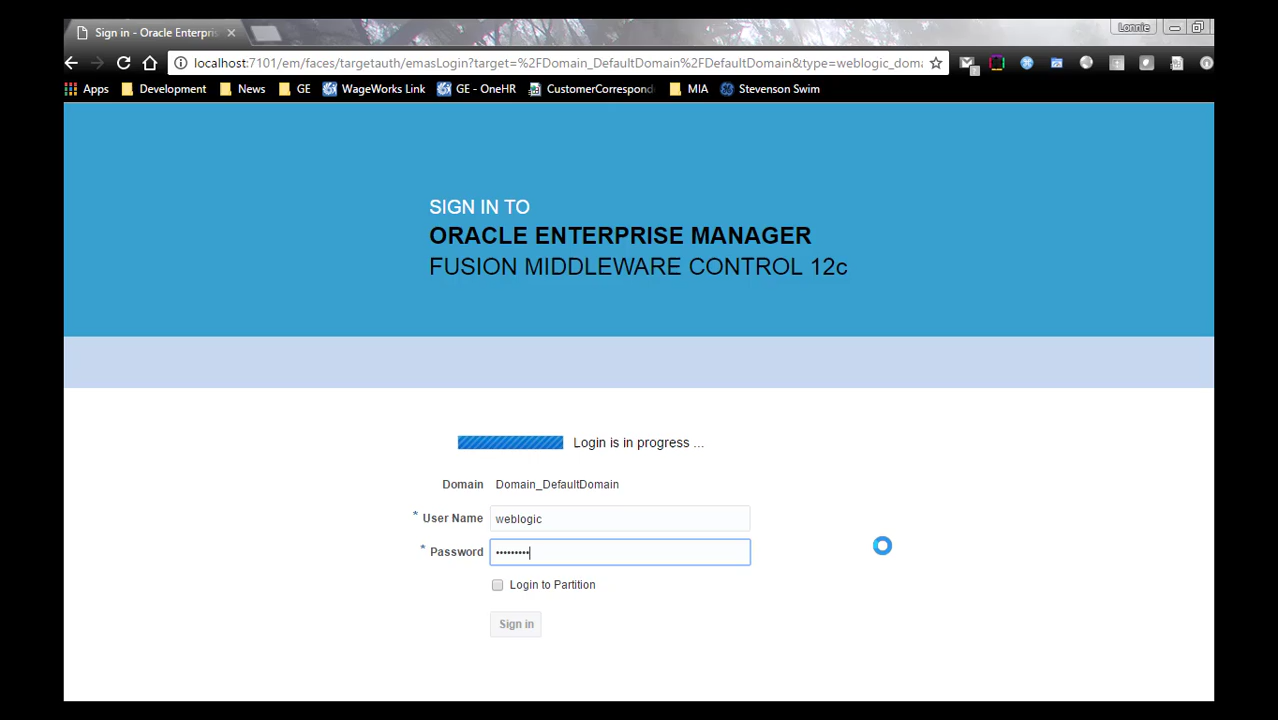 Sign in - Oracle Enterpris
Lonnie
localhost:7101/em/faces/targetauth/emasLogin?target=%2FDomain_DefaultDomain%2FDefaultDomain&type=weblogic_doma
Apps Development News GE WageWorks Link GE - OneHR CustomerCorrespond MIA Stevenson Swim
SIGN IN TO
ORACLE ENTERPRISE MANAGER
FUSION MIDDLEWARE CONTROL 12c
Login is in progress ...
Domain Domain_DefaultDomain
* User Name weblogic
* Password •••••••••
Login to Partition
Sign in